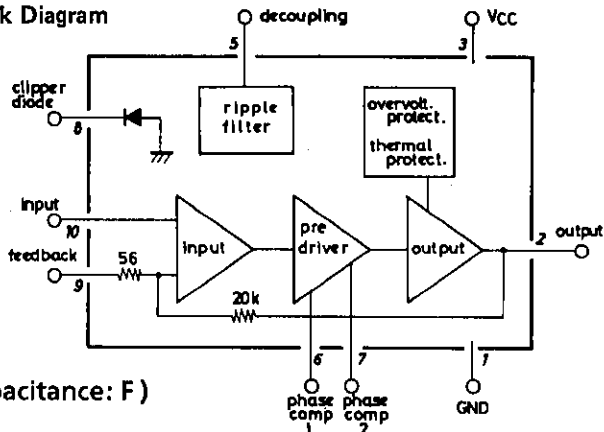 k Diagram
decoupling
VCC
5
3
clipper
diode
8
ripple
filter
overvolt.
protect.
thermal
protect.
input
10
feedback
9
56
input
pre
driver
output
2
output
20k
6
7
1
pacitance: F )
phase
comp
1
phase
comp
2
GND